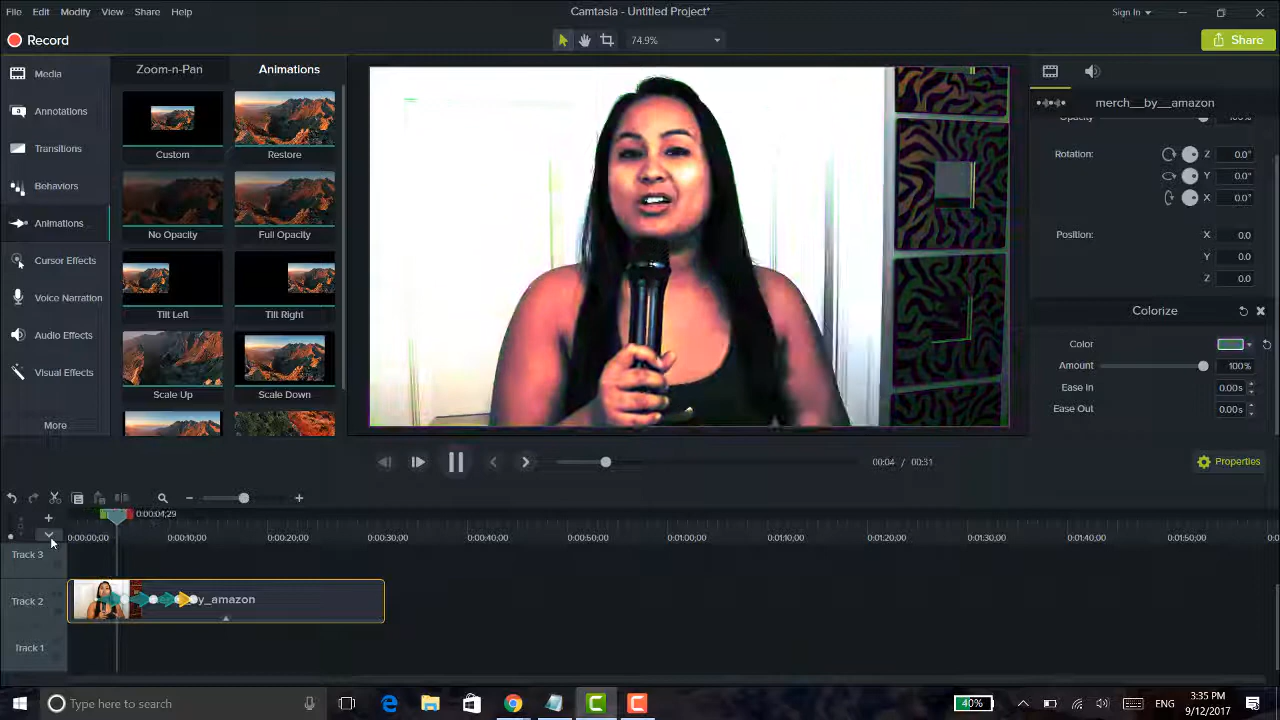 File Edit Modify View Share Help
Camtasia - Untitled Project*
Sign In
Record
74.9%
Share
Media
Annotations
Transitions
Behaviors
Animations
Cursor Effects
Voice Narration
Audio Effects
Visual Effects
More
Zoom-n-Pan Animations
Custom Restore
No Opacity Full Opacity
Tilt Left Tilt Right
Scale Up Scale Down
merch__by__amazon
Opacity 100%
Rotation: Z 0.0°
Y 0.0°
X 0.0°
Position: X 0.0
Y 0.0
Z 0.0
Colorize
Color
Amount 100%
Ease In 0.00s
Ease Out 0.00s
00:04 / 00:31
Properties
0:00:04;29
0:00:00;00 0:00:10;00 0:00:20;00 0:00:30;00 0:00:40;00 0:00:50;00 0:01:00;00 0:01:10;00 0:01:20;00 0:01:30;00 0:01:40;00 0:01:50;00 0:0
Track 3
Track 2
by_amazon
Track 1
Type here to search
40%
ENG
3:35 PM
9/12/2017